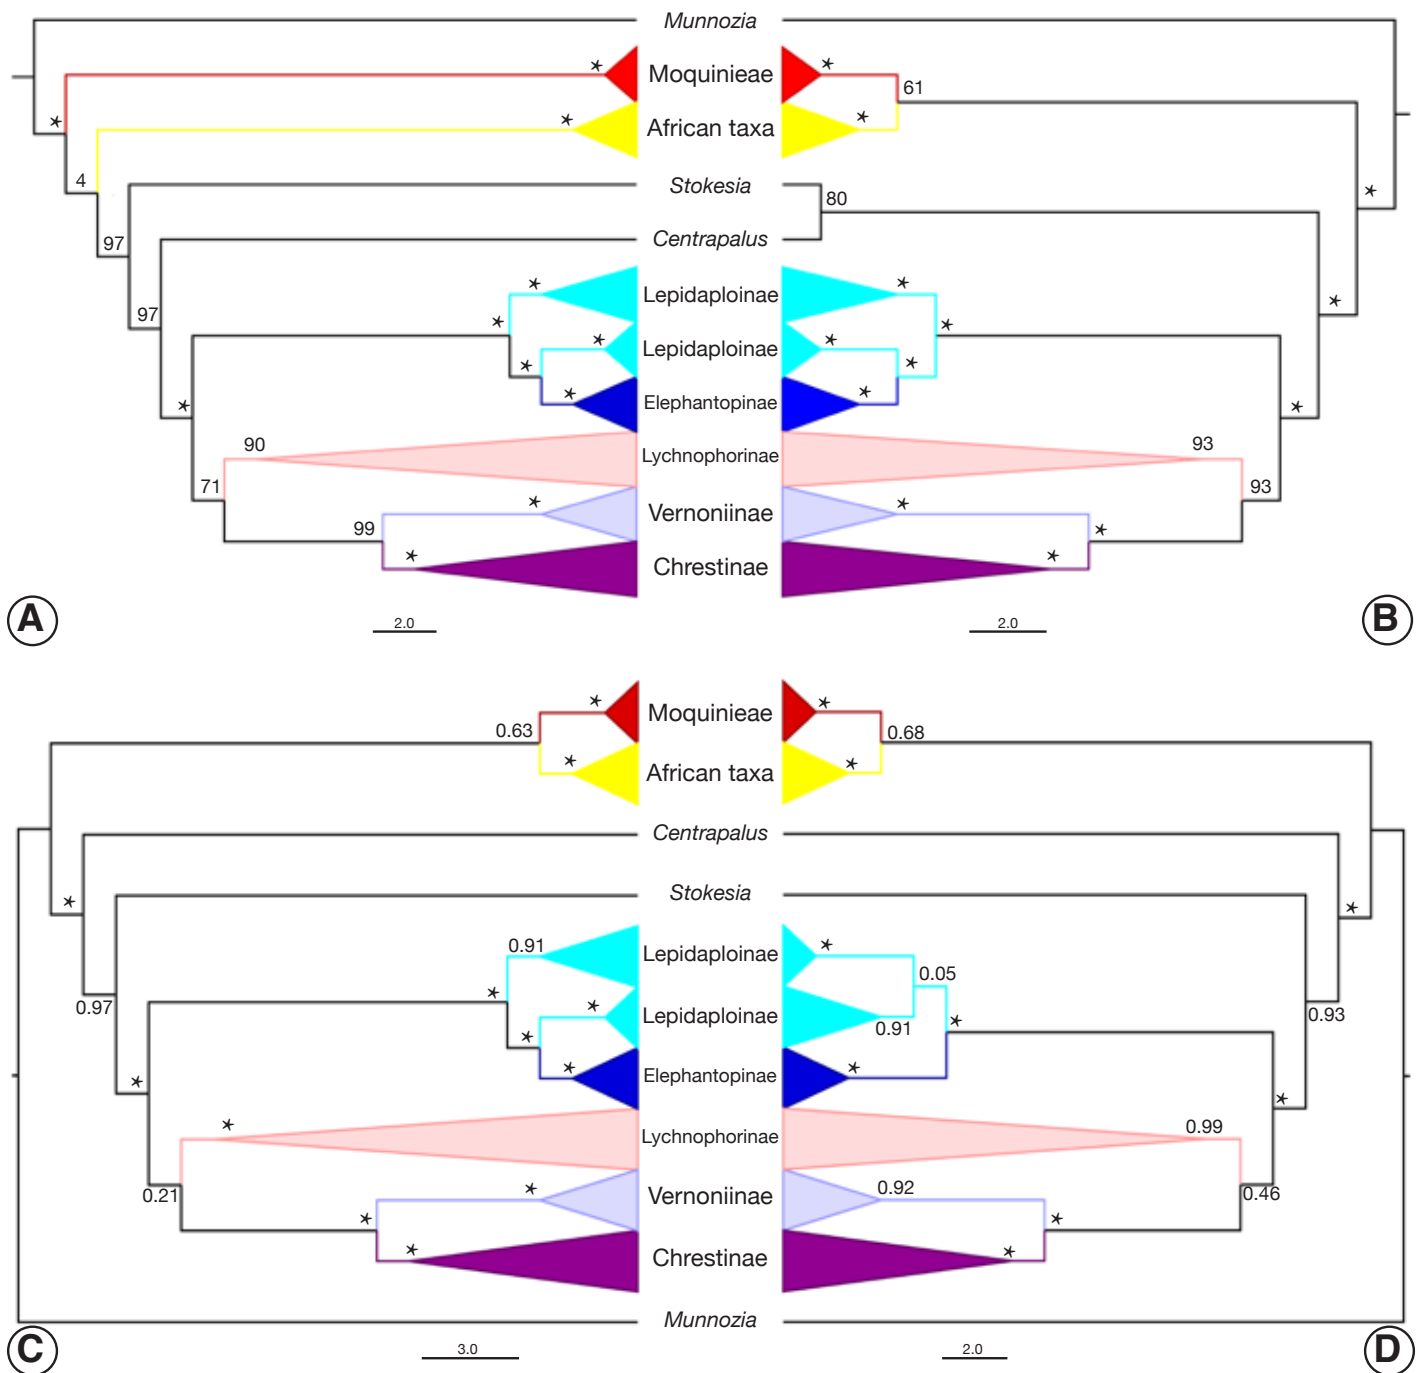 Munnozia
* * Moquinieae * 61
* * African taxa *
4 Stokesia 80 *
97 Centrapalus
97 * Lepidaploinae * *
* * Lepidaploinae * * *
* * Elephantopinae * *
90 Lychnophorinae 93
71 * Vernoniinae * 93
99 * Chrestinae * *
A 2.0 2.0 B
0.63 * Moquinieae * 0.68
* African taxa *
Centrapalus
* Stokesia *
0.91 Lepidaploinae * 0.05
0.97 * * Lepidaploinae 0.91 * 0.93
* * * Elephantopinae * *
* Lychnophorinae 0.99
0.21 * Vernoniinae 0.92 0.46
* * Chrestinae * *
Munnozia
C 3.0 2.0 D